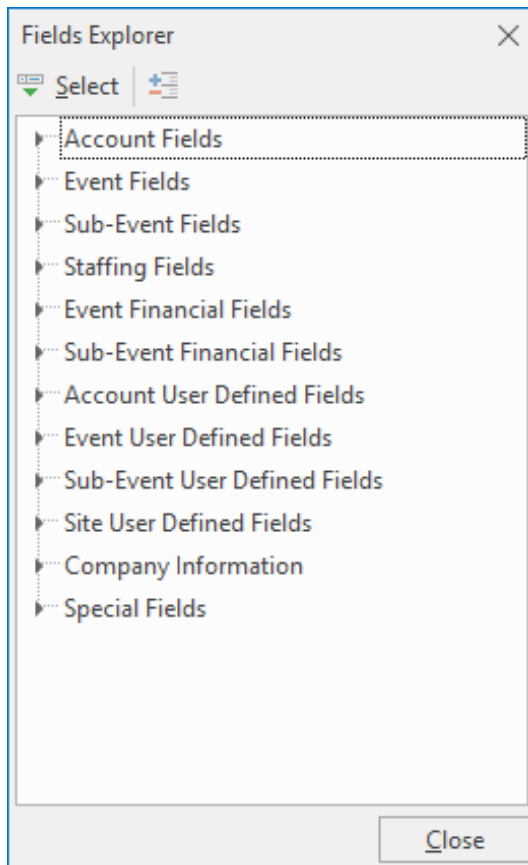 Fields Explorer
Select
Account Fields
Event Fields
Sub-Event Fields
Staffing Fields
Event Financial Fields
Sub-Event Financial Fields
Account User Defined Fields
Event User Defined Fields
Sub-Event User Defined Fields
Site User Defined Fields
Company Information
Special Fields
Close